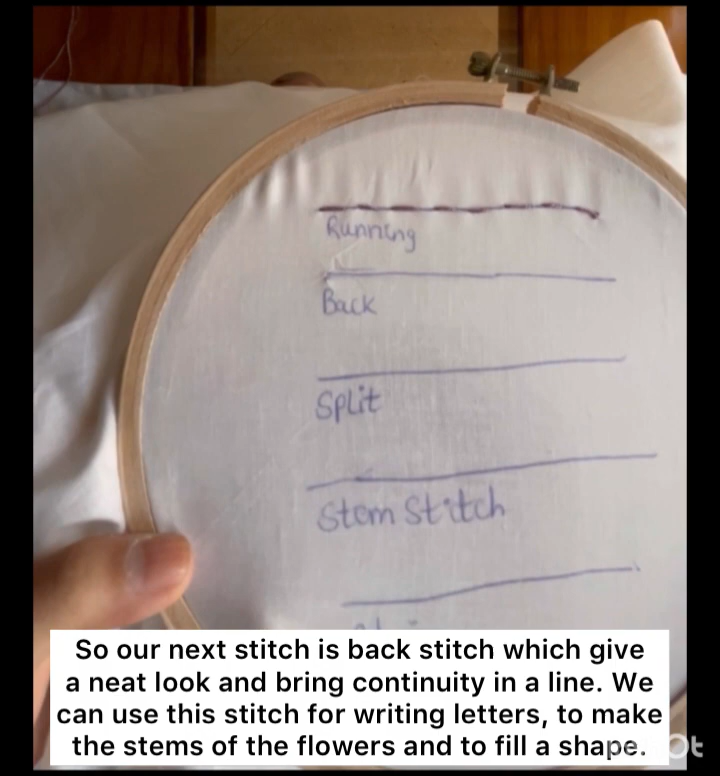 Running
Back
Split
Stem Stitch
So our next stitch is back stitch which give
a neat look and bring continuity in a line. We
can use this stitch for writing letters, to make
the stems of the flowers and to fill a shape.